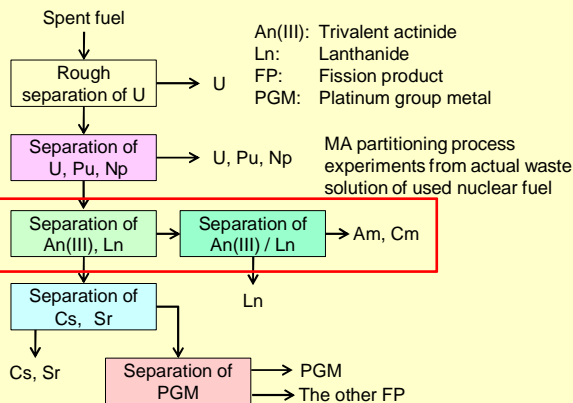 Spent fuel
An(III): Trivalent actinide
Ln: Lanthanide
FP: Fission product
PGM: Platinum group metal
Rough
separation of U
U
Separation of
U, Pu, Np
U, Pu, Np
MA partitioning process
experiments from actual waste
solution of used nuclear fuel
Separation of
An(III), Ln
Separation of
An(III) / Ln
Am, Cm
Ln
Separation of
Cs, Sr
Cs, Sr
Separation of
PGM
PGM
The other FP